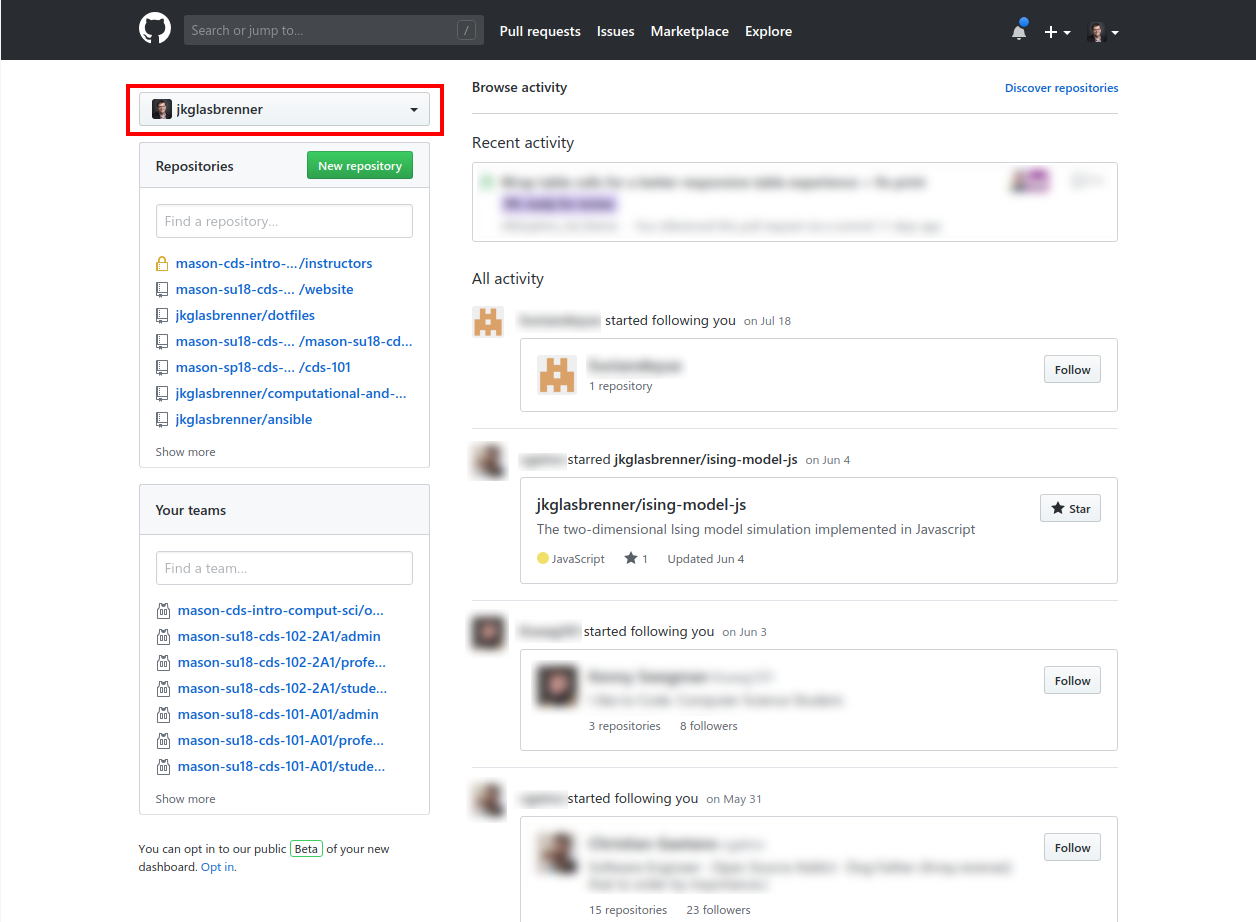 Search or jump to...
/
Pull requests
Issues
Marketplace
Explore
jkglasbrenner
Repositories
New repository
Find a repository...
mason-cds-intro-... /instructors
mason-su18-cds-... /website
jkglasbrenner/dotfiles
mason-su18-cds-... /mason-su18-cd...
mason-sp18-cds-... /cds-101
jkglasbrenner/computational-and-...
jkglasbrenner/ansible
Show more
Your teams
Find a team...
mason-cds-intro-comput-sci/o...
mason-su18-cds-102-2A1/admin
mason-su18-cds-102-2A1/profe...
mason-su18-cds-102-2A1/stude...
mason-su18-cds-101-A01/admin
mason-su18-cds-101-A01/profe...
mason-su18-cds-101-A01/stude...
Show more
You can opt in to our public Beta of your new
dashboard. Opt in.
Browse activity
Discover repositories
Recent activity
All activity
started following you on Jul 18
1 repository
Follow
starred jkglasbrenner/ising-model-js on Jun 4
jkglasbrenner/ising-model-js
Star
The two-dimensional Ising model simulation implemented in Javascript
JavaScript 1 Updated Jun 4
started following you on Jun 3
Follow
3 repositories 8 followers
started following you on May 31
Follow
15 repositories 23 followers